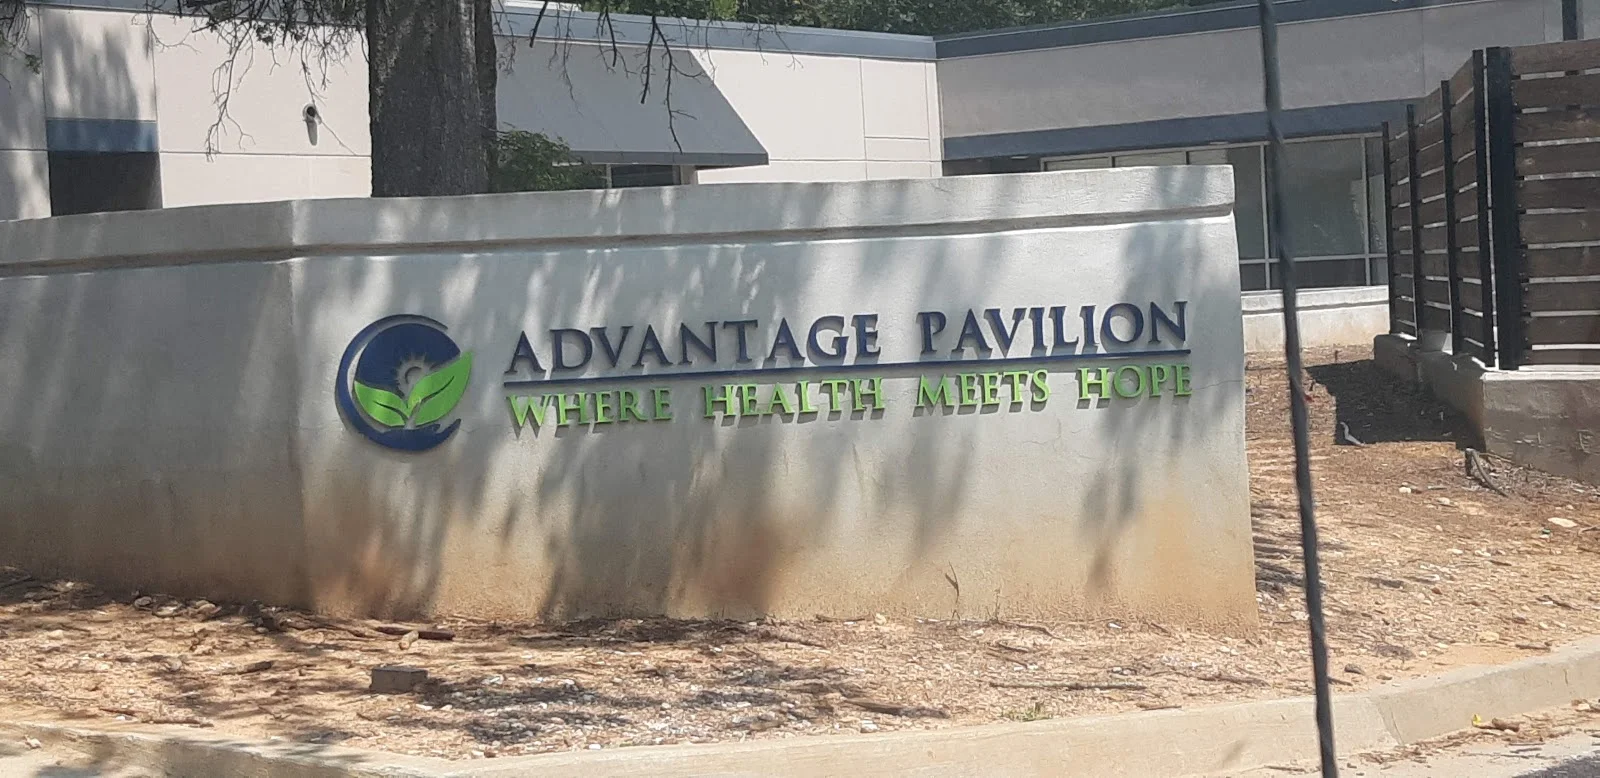 ADVANTAGE PAVILION
WHERE HEALTH MEETS HOPE